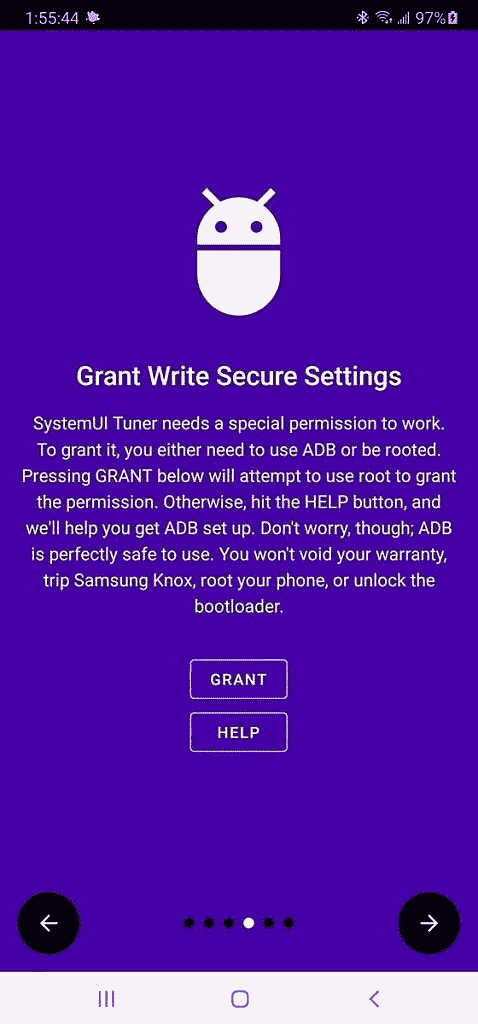 1:55:44
97%
Grant Write Secure Settings
SystemUI Tuner needs a special permission to work.
To grant it, you either need to use ADB or be rooted.
Pressing GRANT below will attempt to use root to grant
the permission. Otherwise, hit the HELP button, and
we'll help you get ADB set up. Don't worry, though; ADB
is perfectly safe to use. You won't void your warranty,
trip Samsung Knox, root your phone, or unlock the
bootloader.
GRANT
HELP